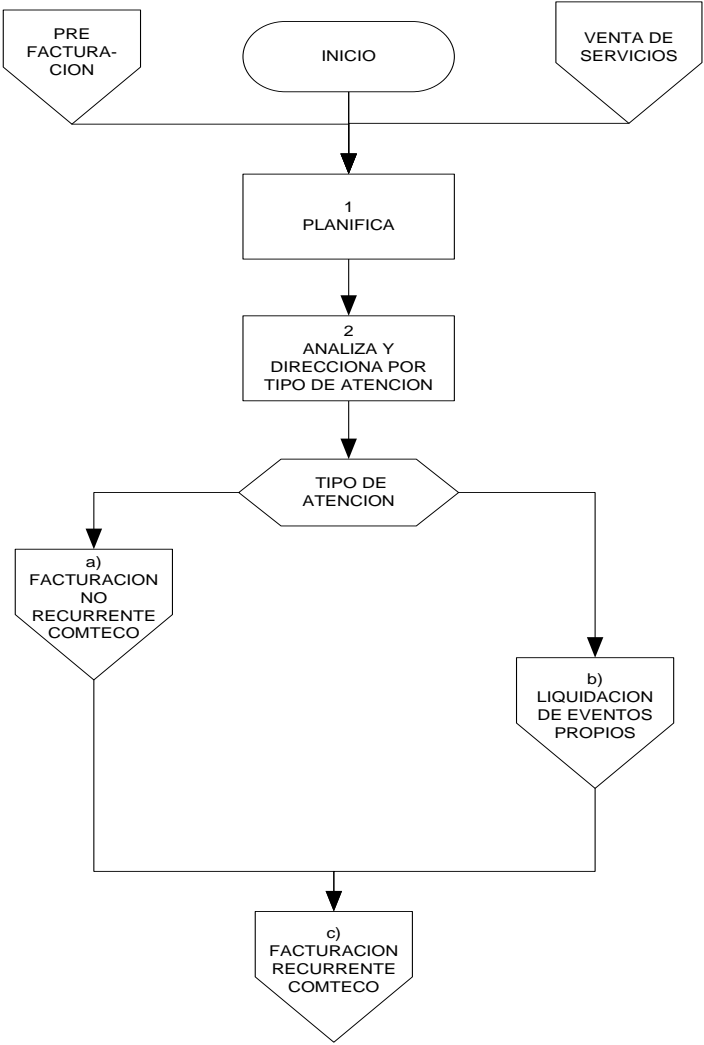 PRE
FACTURA-
CION
INICIO
VENTA DE
SERVICIOS
1
PLANIFICA
2
ANALIZA Y
DIRECCIONA POR
TIPO DE ATENCION
TIPO DE
ATENCION
a)
FACTURACION
NO
RECURRENTE
COMTECO
b)
LIQUIDACION
DE EVENTOS
PROPIOS
c)
FACTURACION
RECURRENTE
COMTECO